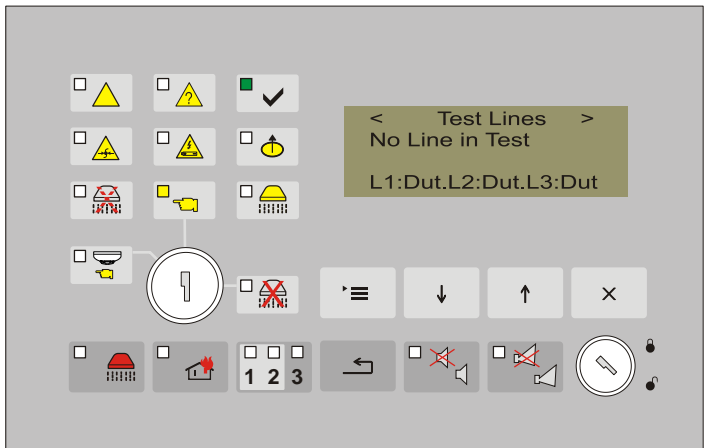 < Test Lines >
No Line in Test
L1:Dut.L2:Dut.L3:Dut
?
1 2 3